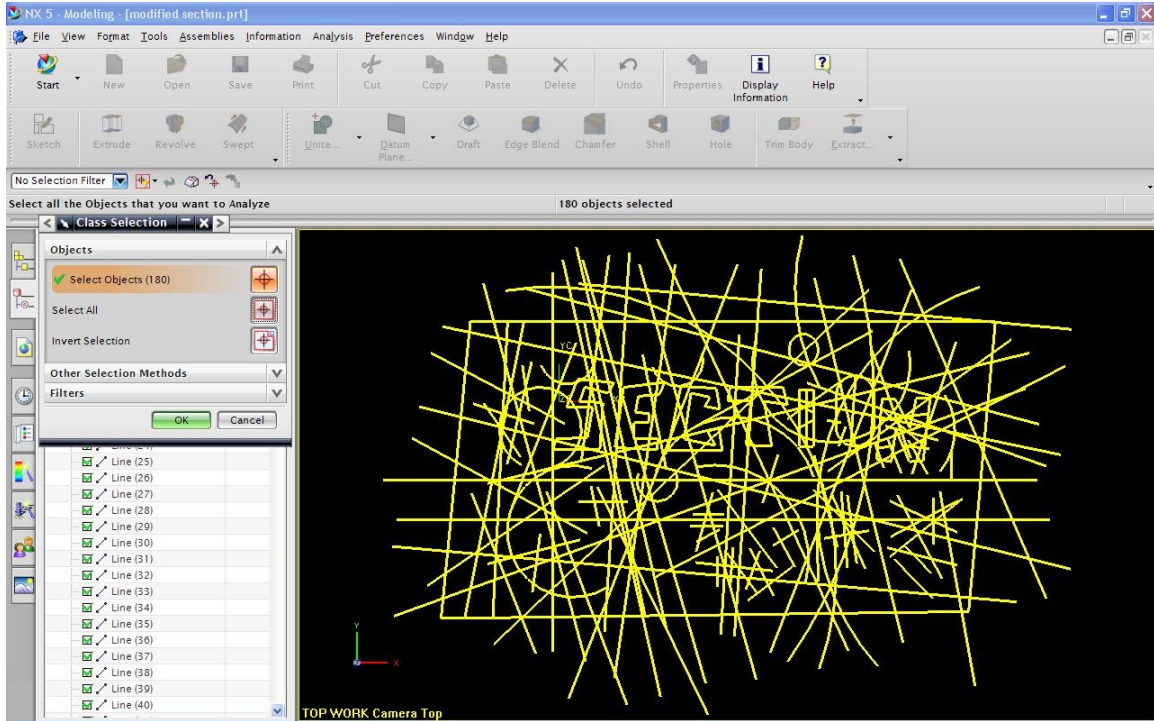 NX 5 - Modeling - [modified section.prt]
File View Format Tools Assemblies Information Analysis Preferences Window Help
Start New Open Save Print Cut Copy Paste Delete Undo Properties Display Information Help
Sketch Extrude Revolve Swept Unite... Datum Plane... Draft Edge Blend Chamfer Shell Hole Trim Body Extract...
No Selection Filter
Select all the Objects that you want to Analyze 180 objects selected
Class Selection
Objects
Select Objects (180)
Select All
Invert Selection
Other Selection Methods
Filters
OK Cancel
Line (25)
Line (26)
Line (27)
Line (28)
Line (29)
Line (30)
Line (31)
Line (32)
Line (33)
Line (34)
Line (35)
Line (36)
Line (37)
Line (38)
Line (39)
Line (40)
YC
Y
X
TOP WORK Camera Top